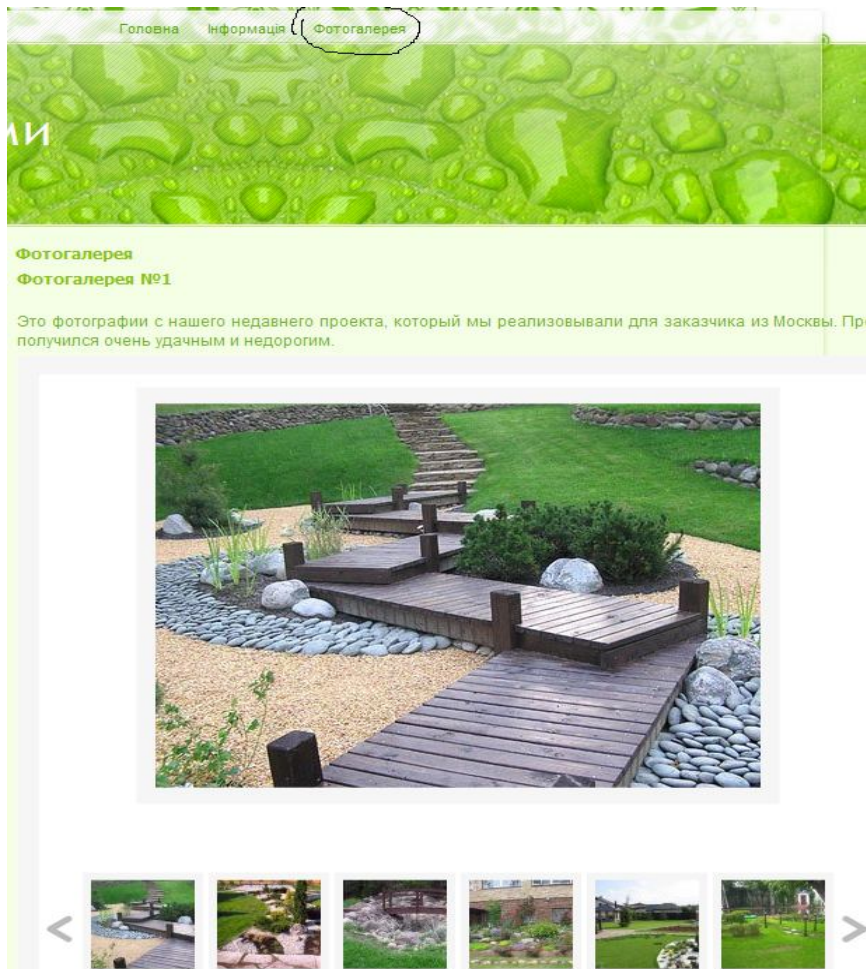 Головна Інформація Фотогалерея
ми
Фотогалерея
Фотогалерея №1
Это фотографии с нашего недавнего проекта, который мы реализовывали для заказчика из Москвы.
получился очень удачным и недорогим.